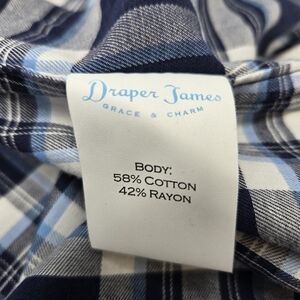 Draper James
GRACE & CHARM
BODY:
58% COTTON
42% RAYON